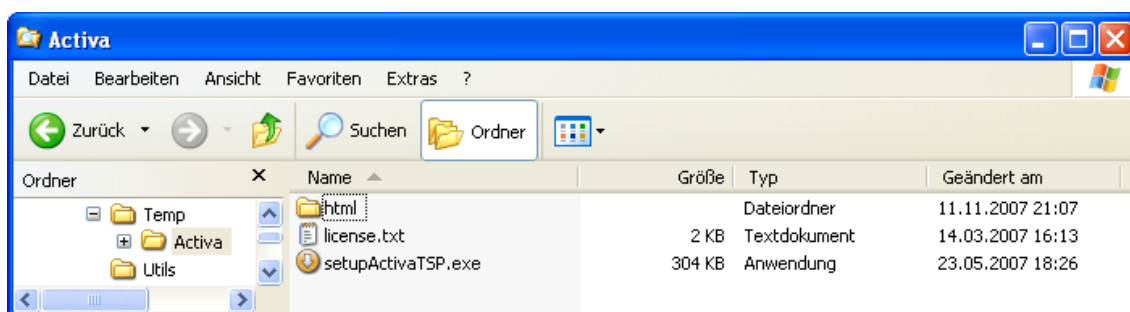 Activa
Datei Bearbeiten Ansicht Favoriten Extras ?
Zurück Suchen Ordner
Ordner Name Größe Typ Geändert am
Temp html Dateiordner 11.11.2007 21:07
Activa license.txt 2 KB Textdokument 14.03.2007 16:13
Utils setupActivaTSP.exe 304 KB Anwendung 23.05.2007 18:26